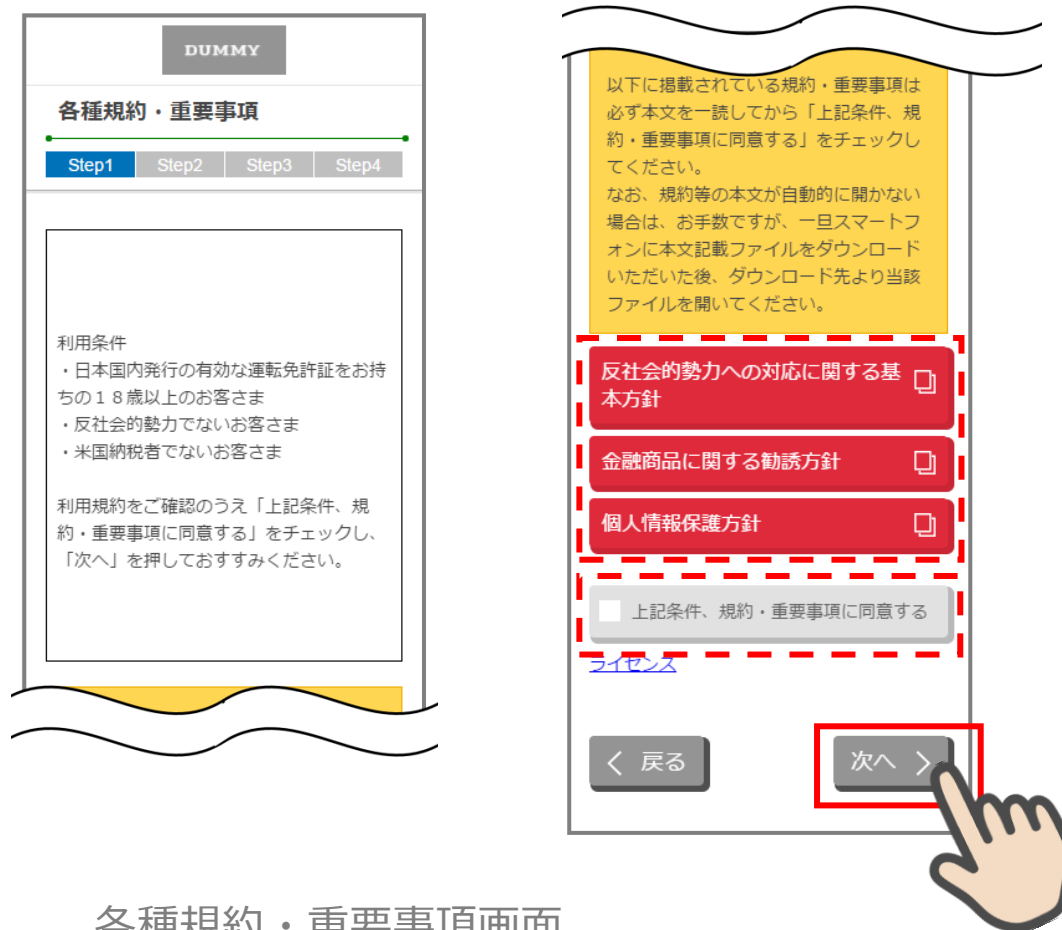 DUMMY
各種規約・重要事項
Step1 Step2 Step3 Step4
利用条件
・日本国内発行の有効な運転免許証をお持
ちの１８歳以上のお客さま
・反社会的勢力でないお客さま
・米国納税者でないお客さま
利用規約をご確認のうえ「上記条件、規
約・重要事項に同意する」をチェックし、
「次へ」を押しておすすみください。
以下に掲載されている規約・重要事項は
必ず本文を一読してから「上記条件、規
約・重要事項に同意する」をチェックし
てください。
なお、規約等の本文が自動的に開かない
場合は、お手数ですが、一旦スマートフ
ォンに本文記載ファイルをダウンロード
いただいた後、ダウンロード先より当該
ファイルを開いてください。
反社会的勢力への対応に関する基
本方針
金融商品に関する勧誘方針
個人情報保護方針
上記条件、規約・重要事項に同意する
ライセンス
戻る
次へ
各種規約・重要事項画面